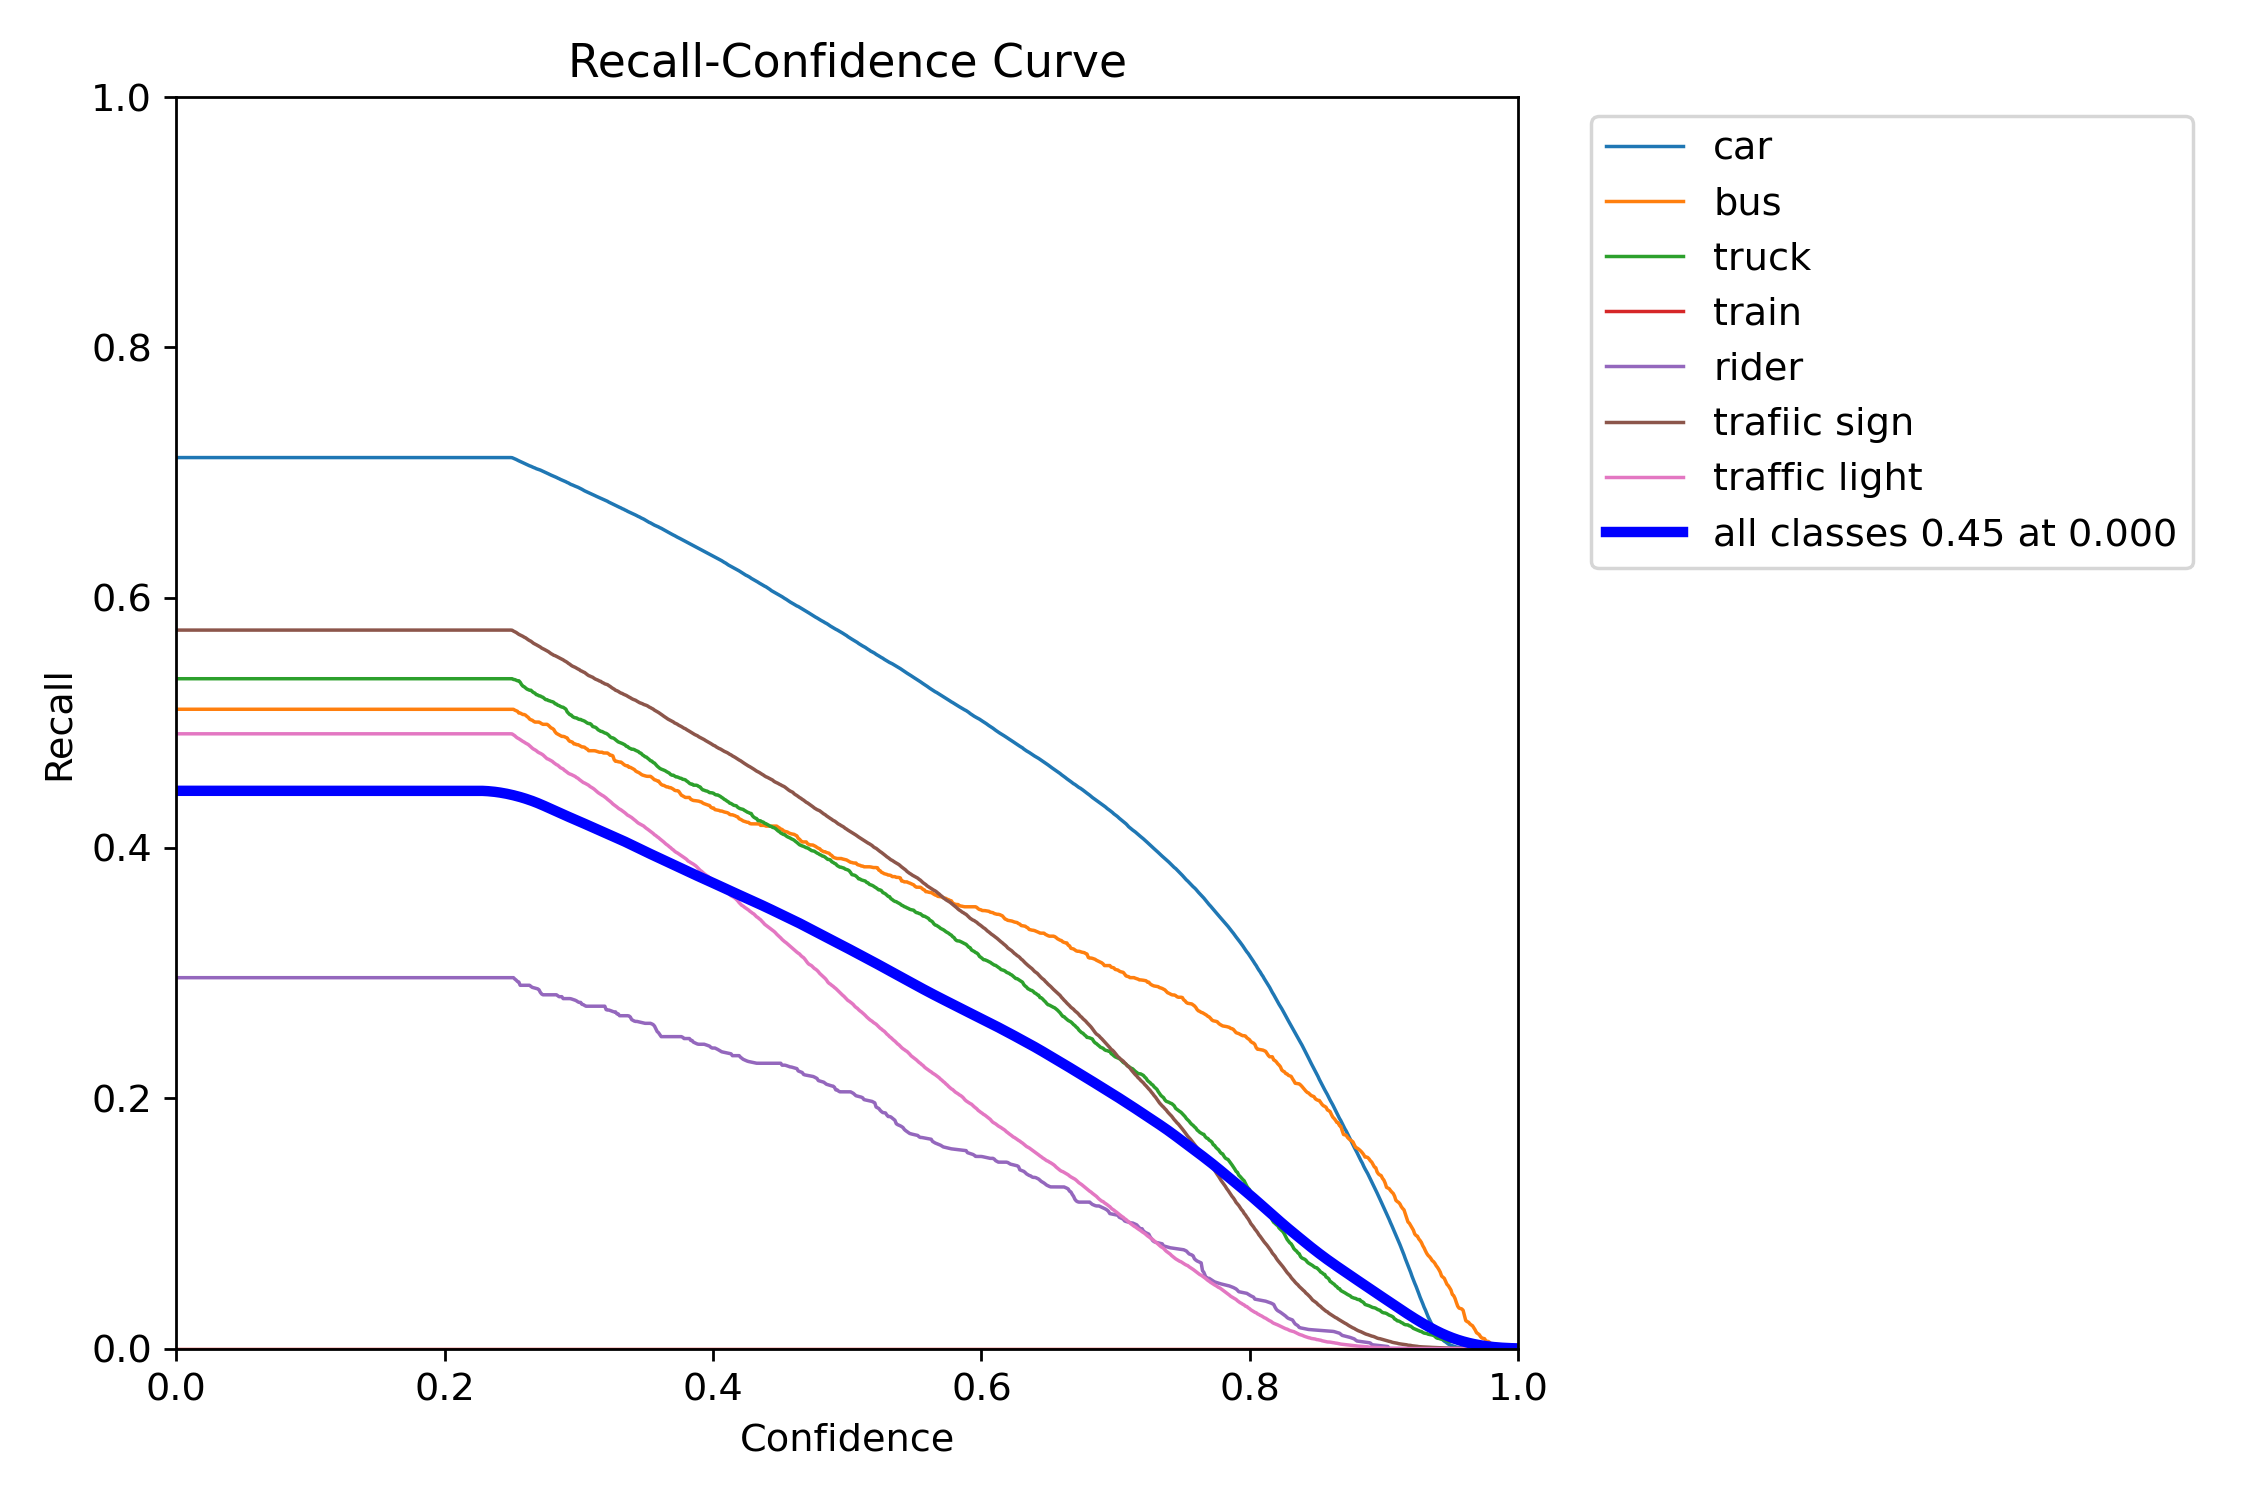 Recall-Confidence Curve
1.0
0.8
0.6
0.4
0.2
0.0
Recall
0.0 0.2 0.4 0.6 0.8 1.0
Confidence
car
bus
truck
train
rider
trafiic sign
traffic light
all classes 0.45 at 0.000